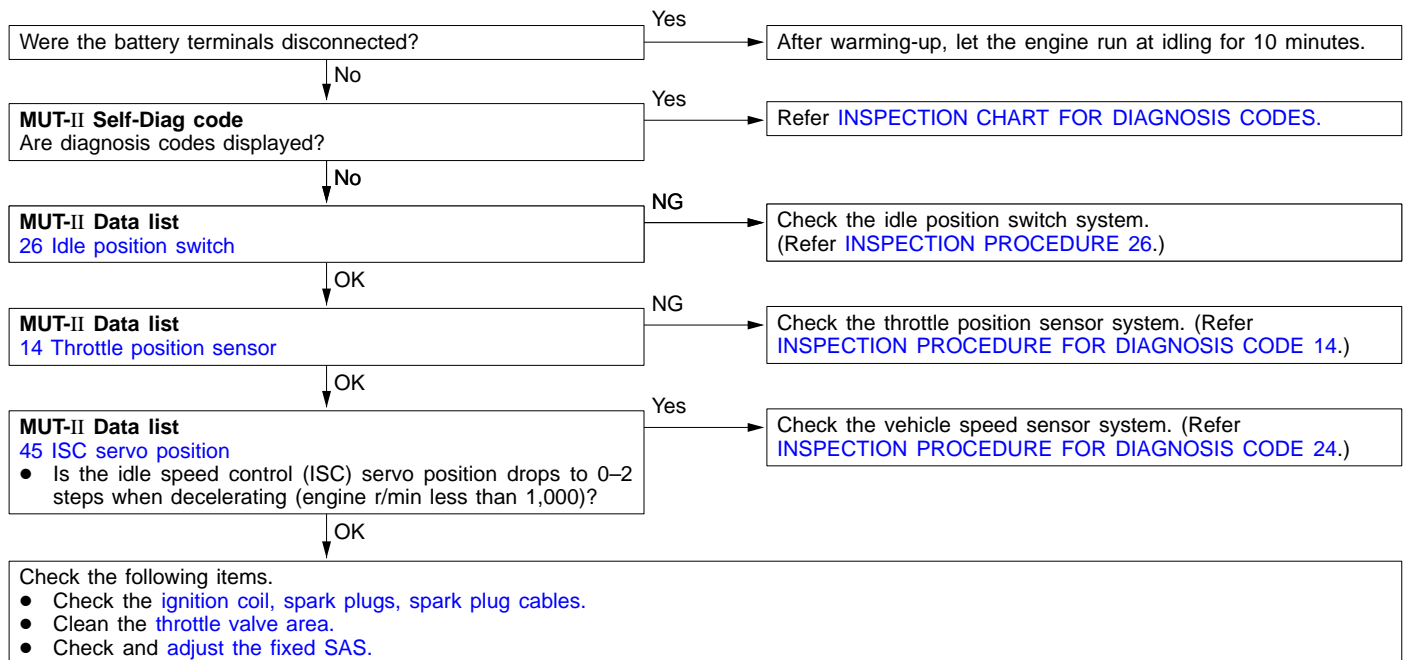 Were the battery terminals disconnected?
Yes
After warming-up, let the engine run at idling for 10 minutes.
No
MUT-II Self-Diag code
Are diagnosis codes displayed?
Yes
Refer INSPECTION CHART FOR DIAGNOSIS CODES.
No
MUT-II Data list
26 Idle position switch
NG
Check the idle position switch system.
(Refer INSPECTION PROCEDURE 26.)
OK
MUT-II Data list
14 Throttle position sensor
NG
Check the throttle position sensor system. (Refer
INSPECTION PROCEDURE FOR DIAGNOSIS CODE 14.)
OK
MUT-II Data list
45 ISC servo position
● Is the idle speed control (ISC) servo position drops to 0–2
steps when decelerating (engine r/min less than 1,000)?
Yes
Check the vehicle speed sensor system. (Refer
INSPECTION PROCEDURE FOR DIAGNOSIS CODE 24.)
OK
Check the following items.
● Check the ignition coil, spark plugs, spark plug cables.
● Clean the throttle valve area.
● Check and adjust the fixed SAS.